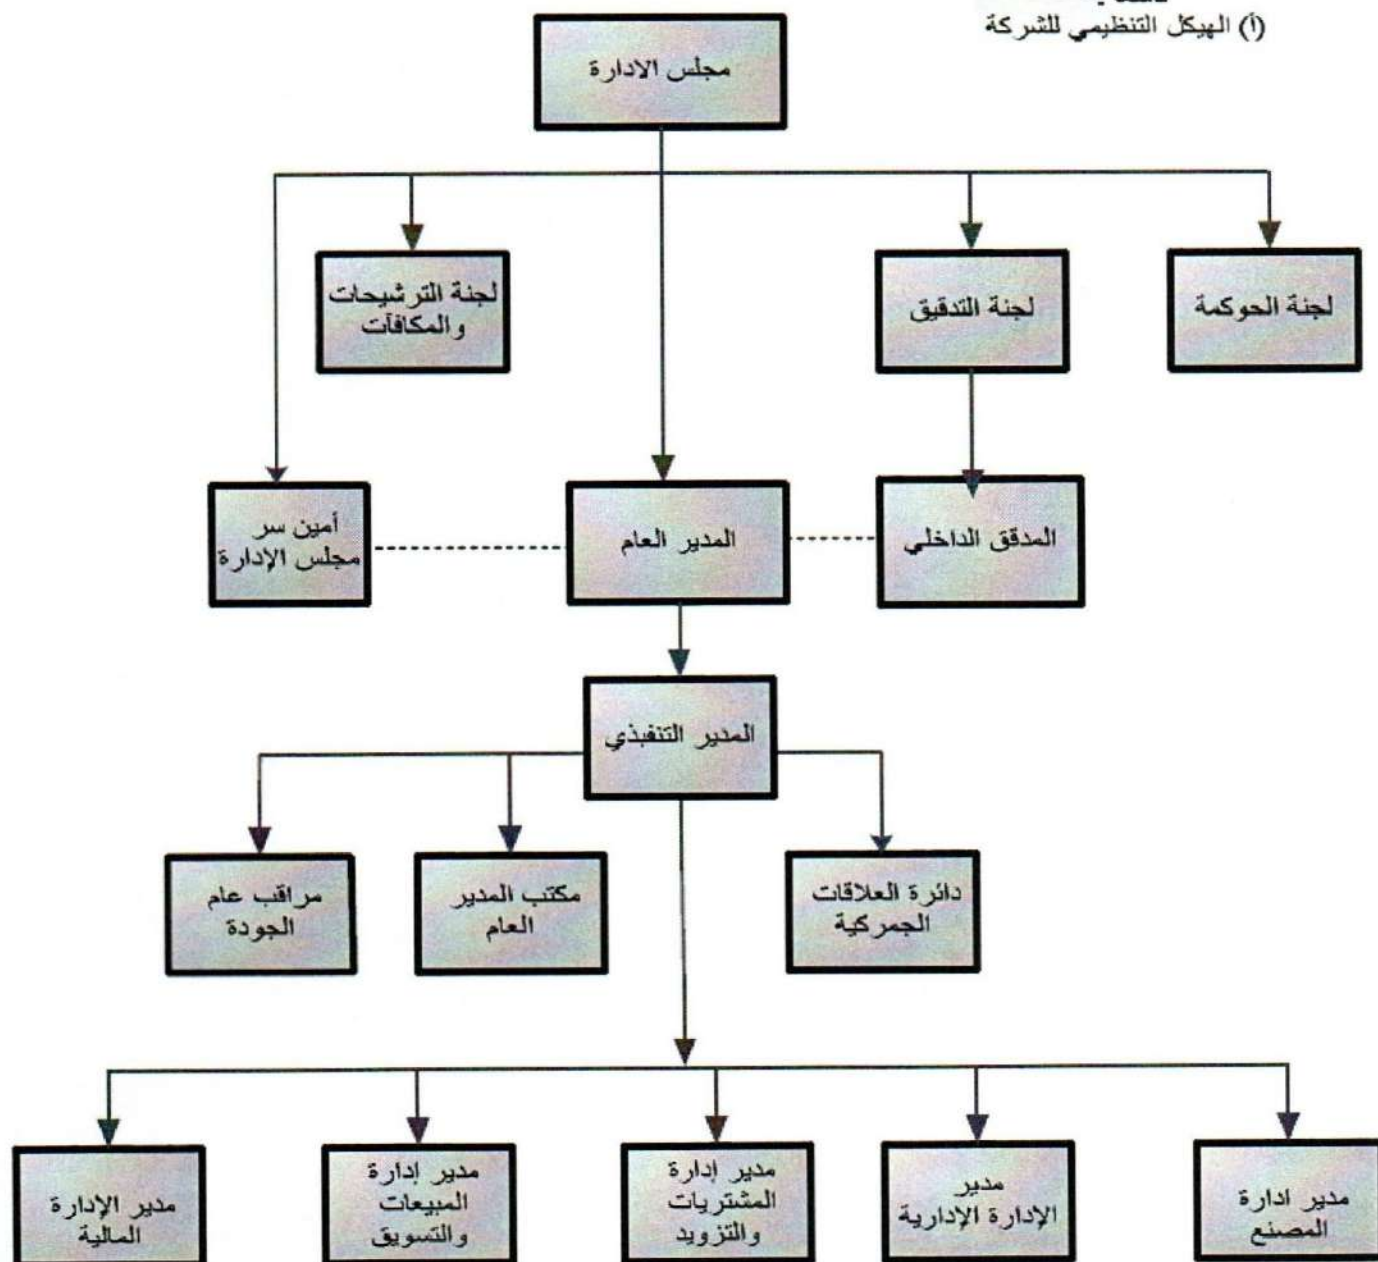 (أ) الهيكل التنظيمي للشركة
مجلس الادارة
لجنة الحوكمة
لجنة التدقيق
لجنة الترشيحات
والمكافآت
المدقق الداخلي
المدير العام
أمين سر
مجلس الإدارة
المدير التنفيذي
دائرة العلاقات
الجمركية
مكتب المدير
العام
مراقب عام
الجودة
مدير ادارة
المصنع
مدير
الإدارة الإدارية
مدير إدارة
المشتريات
والتزويد
مدير إدارة
المبيعات
والتسويق
مدير الإدارة
المالية